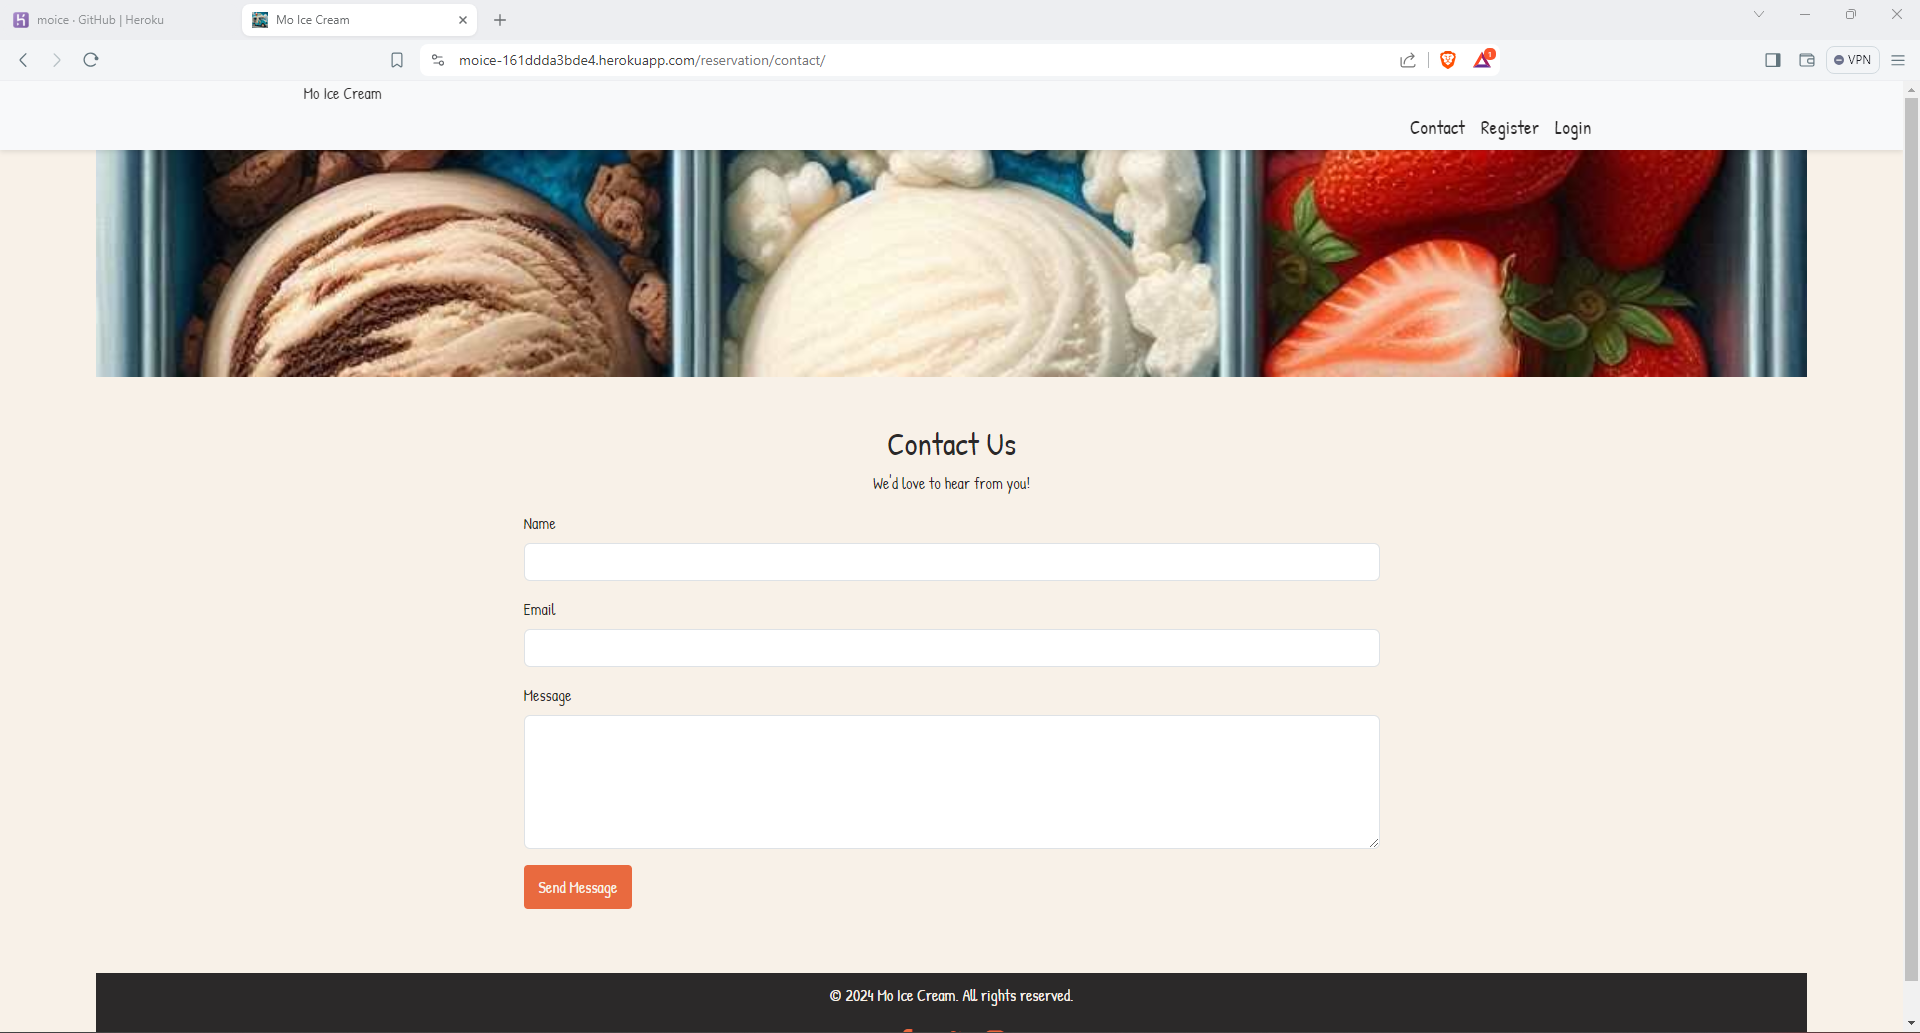 moice · GitHub | Heroku
Mo Ice Cream
moice-161ddda3bde4.herokuapp.com/reservation/contact/
1
VPN
Mo Ice Cream
Contact Register Login
Contact Us
We'd love to hear from you!
Name
Email
Message
Send Message
© 2024 Mo Ice Cream. All rights reserved.